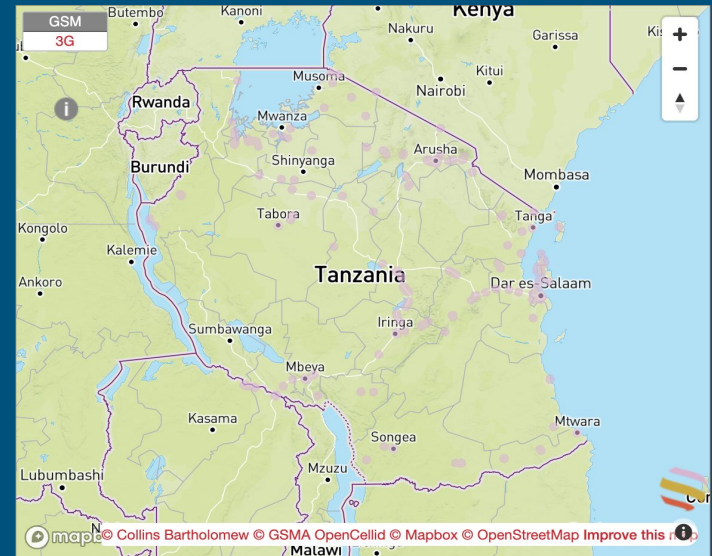 GSM
3G
Butembo
Kanoni
Kenya
Nakuru
Garissa
Kitui
Nairobi
Rwanda
Musoma
Mwanza
Burundi
Shinyanga
Arusha
Mombasa
Tabora
Tanga
Kongolo
Kalemie
Tanzania
Ankoro
Dar es-Salaam
Sumbawanga
Iringa
Mbeya
Kasama
Songea
Mtwara
Lubumbashi
Mzuzu
Malawi
© Collins Bartholomew © GSMA OpenCellid © Mapbox © OpenStreetMap Improve this map